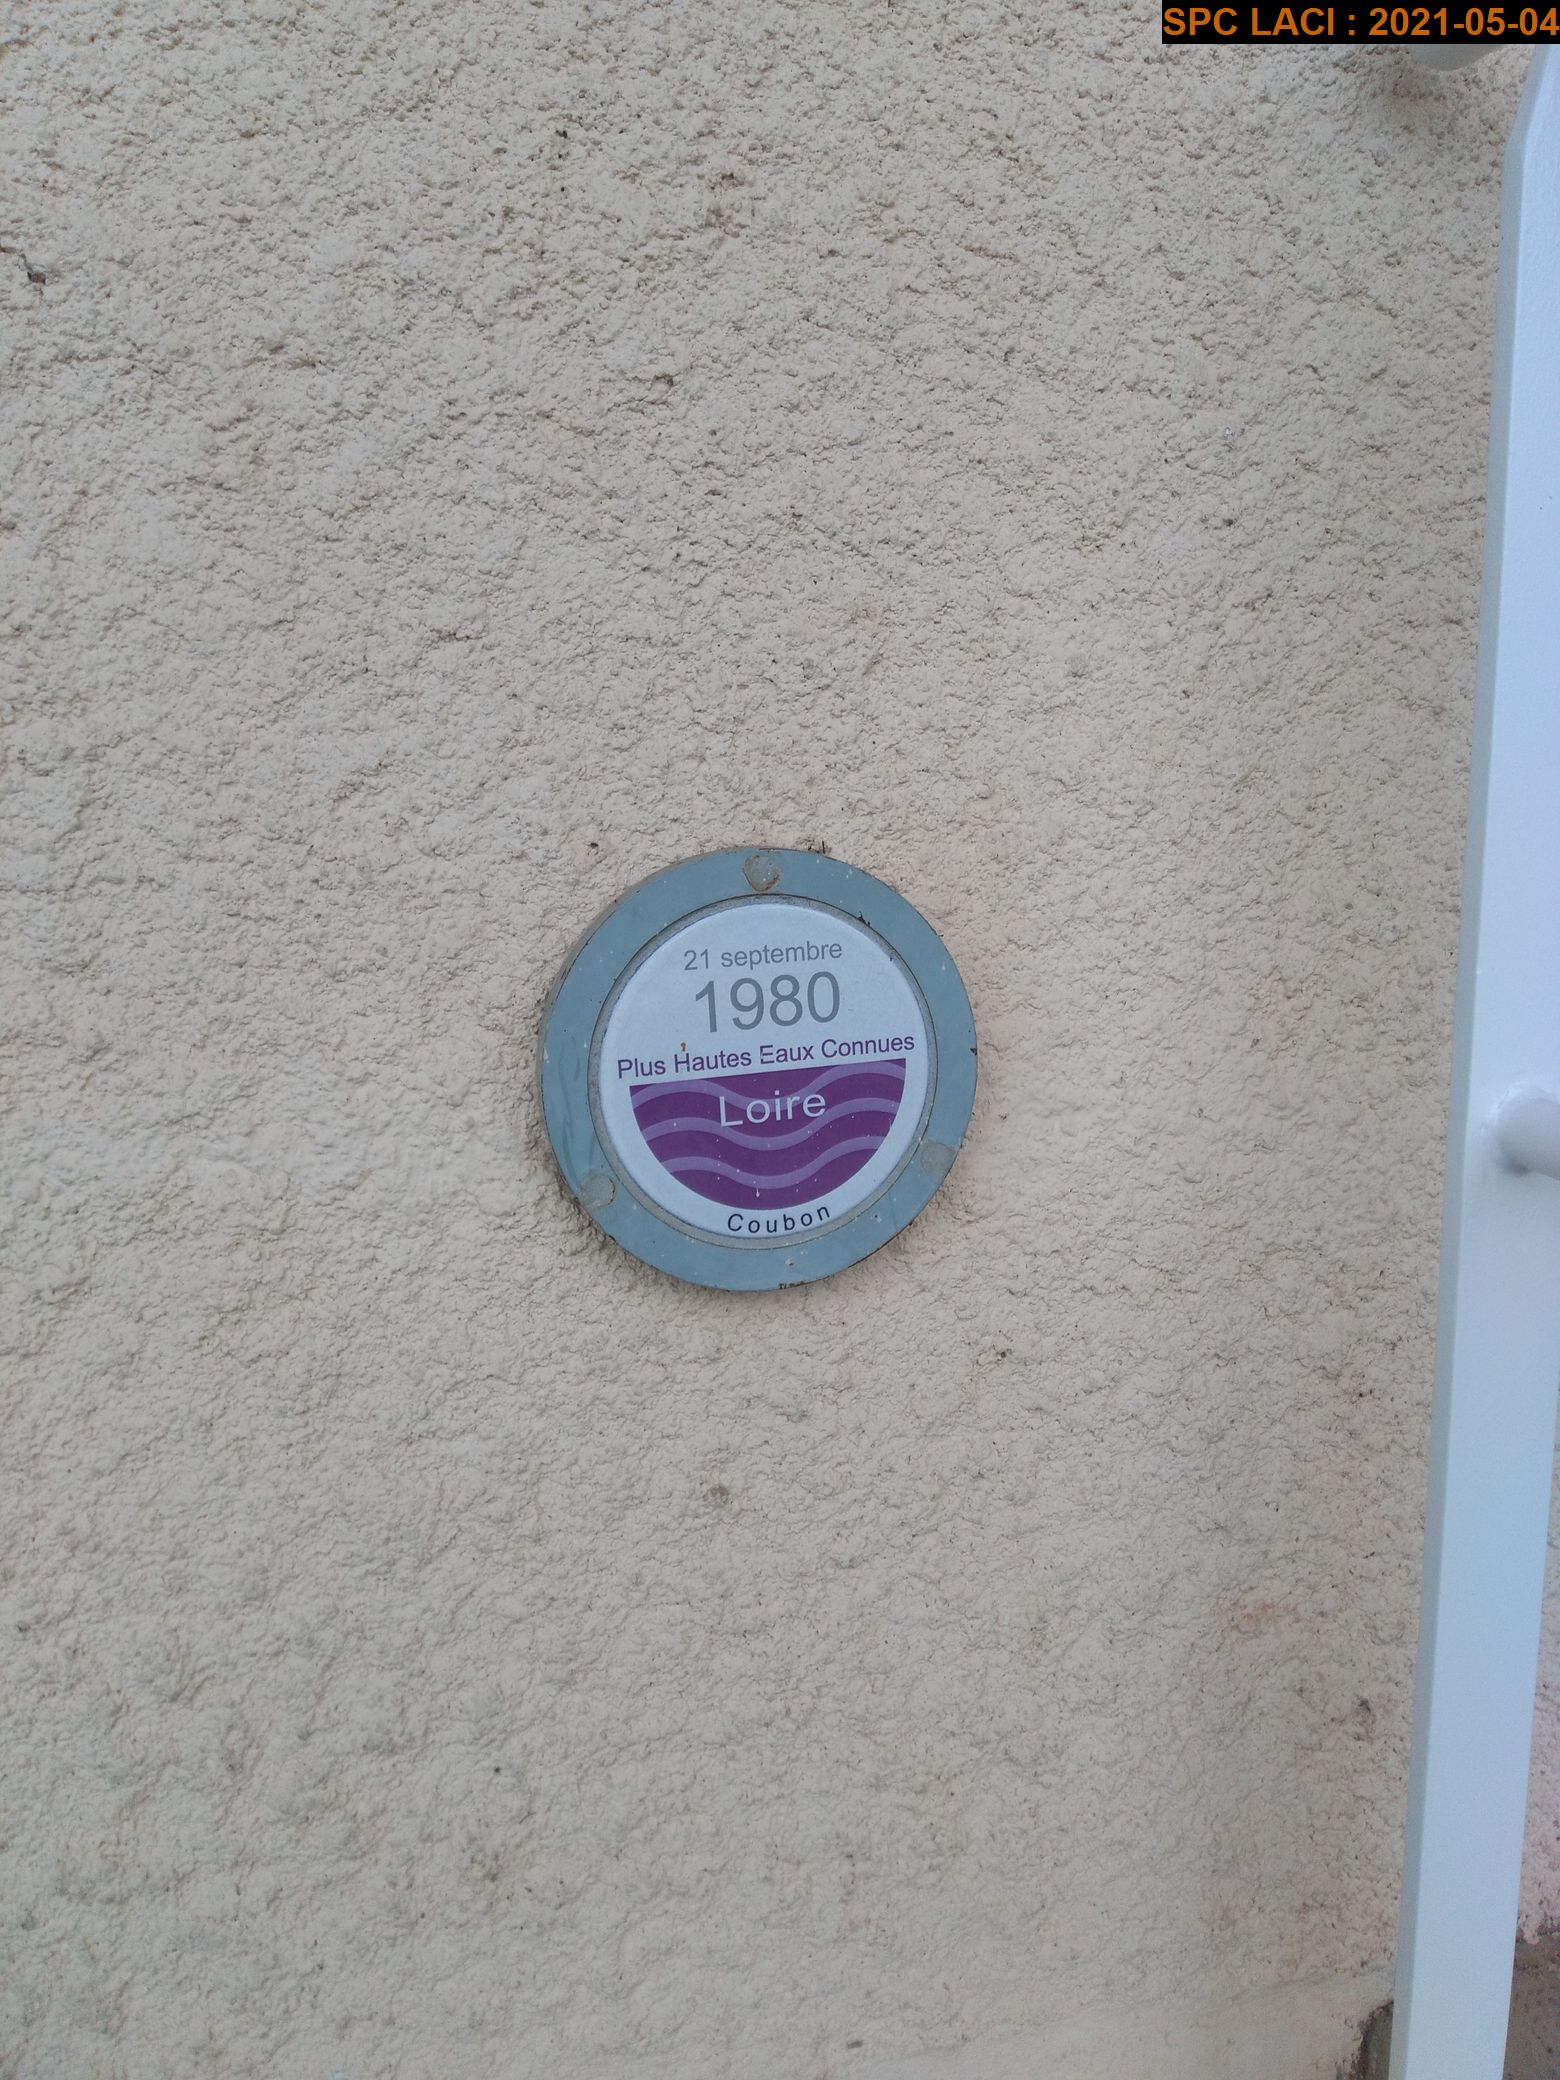 SPC LACI : 2021-05-04
21 septembre
1980
Plus Hautes Eaux Connues
Loire
Coubon